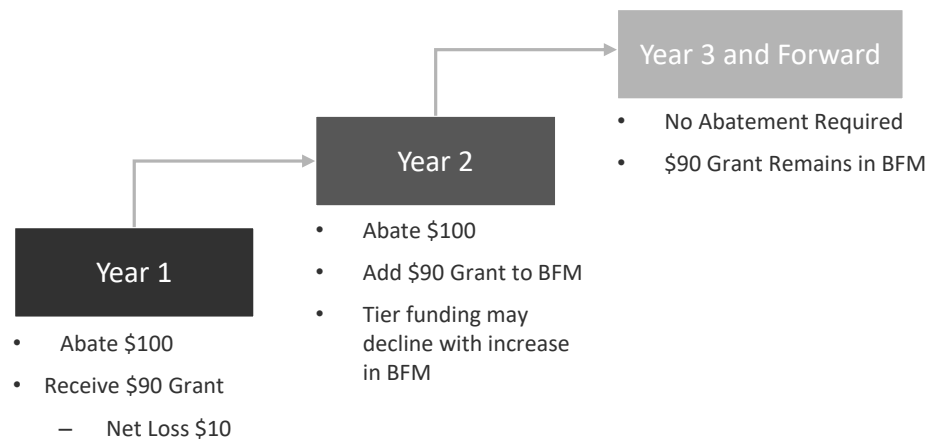 Year 1
• Abate $100
• Receive $90 Grant
– Net Loss $10
Year 2
• Abate $100
• Add $90 Grant to BFM
• Tier funding may
decline with increase
in BFM
Year 3 and Forward
• No Abatement Required
• $90 Grant Remains in BFM